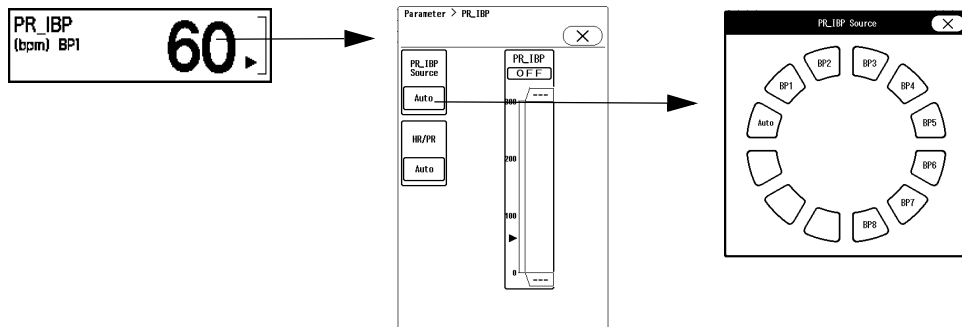 PR_IBP
(bpm) BP1
60
Parameter > PR_IBP
PR_IBP
Source
Auto
HR/PR
Auto
PR_IBP
OFF
---
300
200
100
0
---
PR_IBP Source
BP2
BP3
BP1
BP4
Auto
BP5
BP6
BP7
BP8